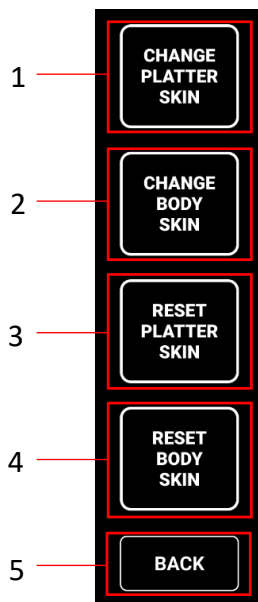 1
CHANGE
PLATTER
SKIN
2
CHANGE
BODY
SKIN
3
RESET
PLATTER
SKIN
4
RESET
BODY
SKIN
5
BACK